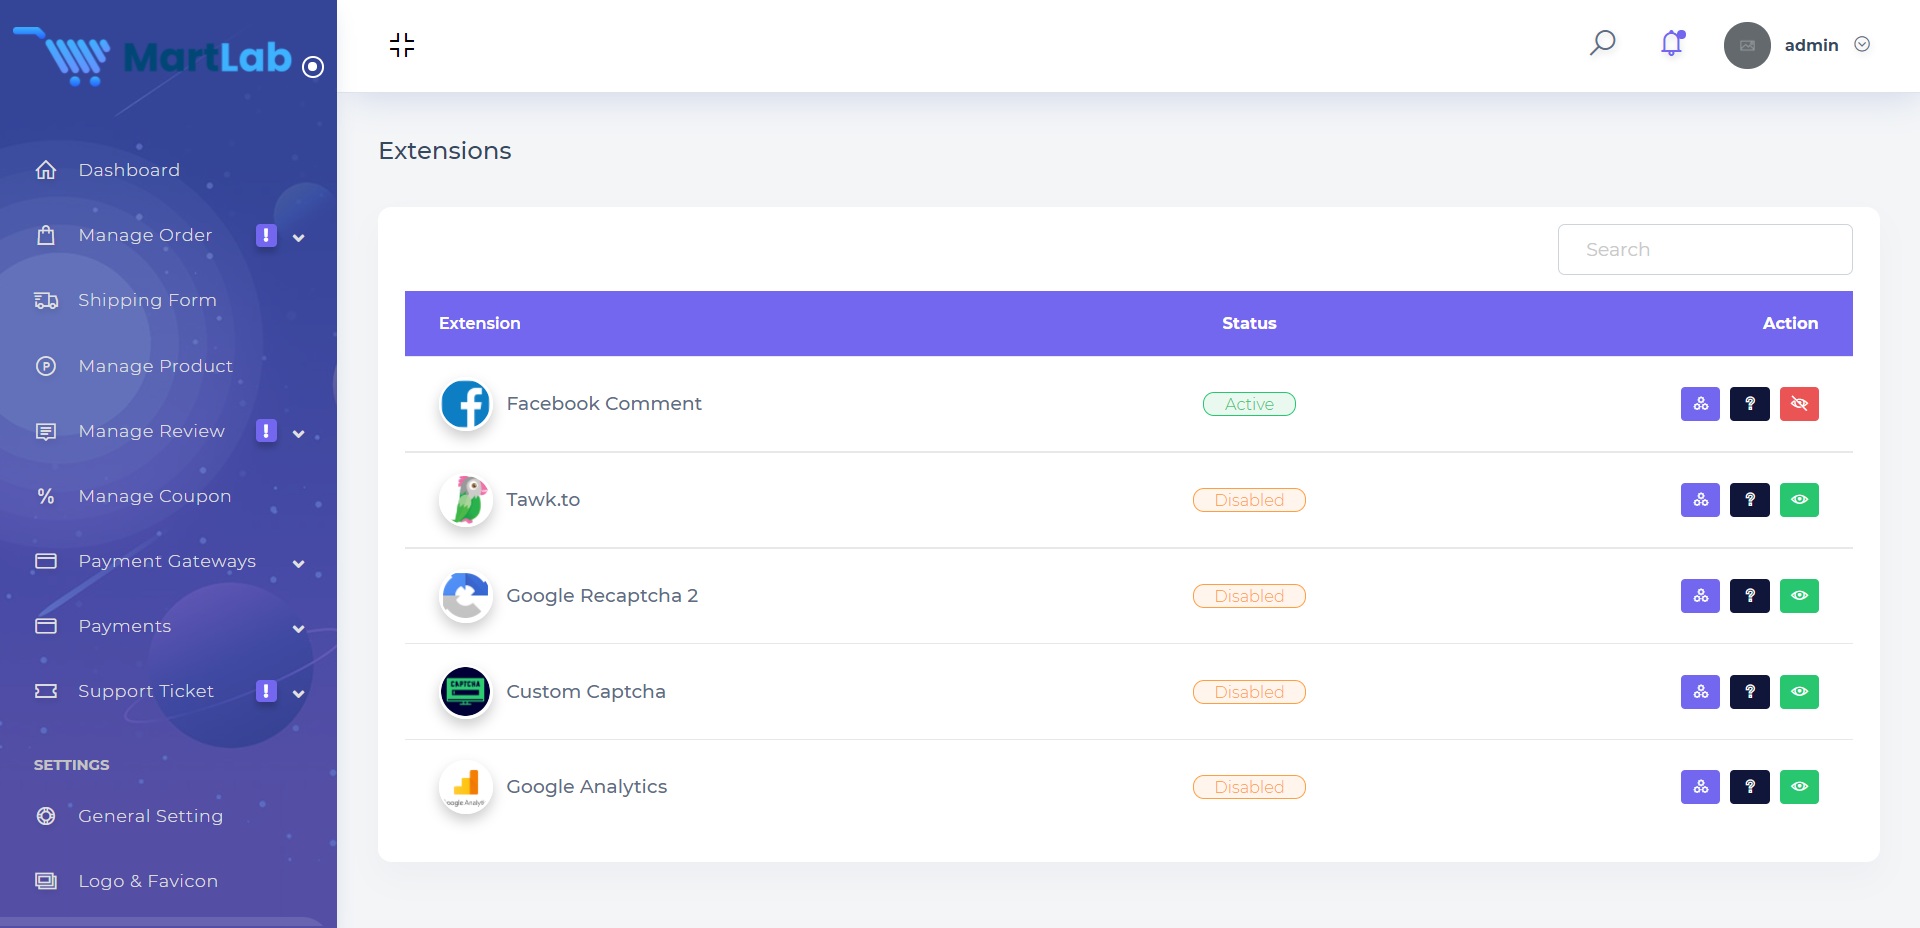 MartLab
admin
Dashboard
Manage Order
Shipping Form
Manage Product
Manage Review
Manage Coupon
Payment Gateways
Payments
Support Ticket
SETTINGS
General Setting
Logo & Favicon
Extensions
Search
Extension Status Action
Facebook Comment Active
Tawk.to Disabled
Google Recaptcha 2 Disabled
CAPTCHA
Custom Captcha Disabled
Google Analytics Disabled